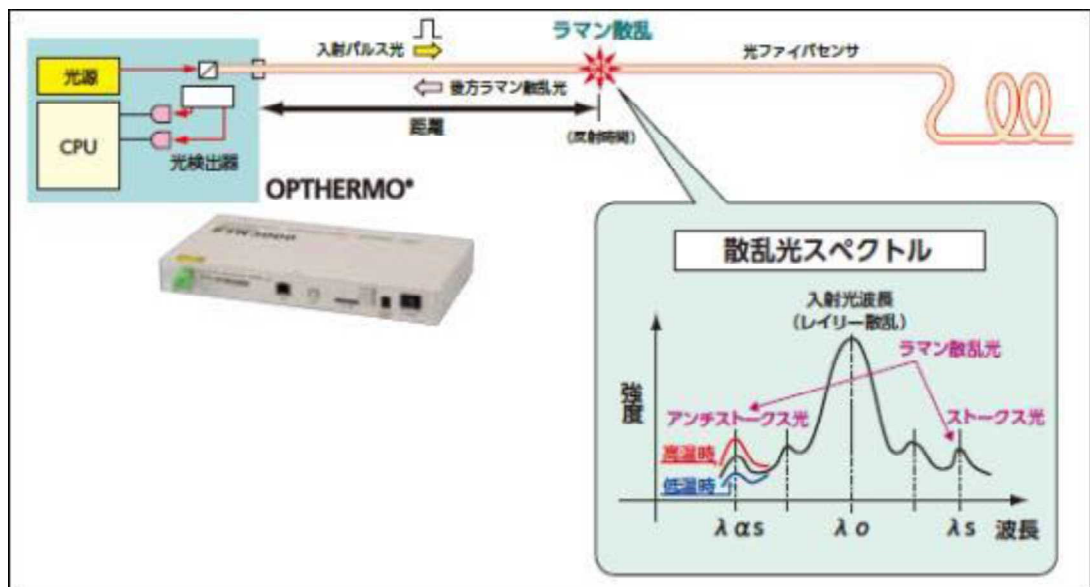 ラマン散乱
入射パルス光
光ファイバセンサ
光源
後方ラマン散乱光
距離
(反射時間)
CPU
光検出器
OPTHERMO®
散乱光スペクトル
入射光波長
(レイリー散乱)
ラマン散乱光
強度
アンチストークス光
ストークス光
高温時
低温時
λαs
λo
λs
波長